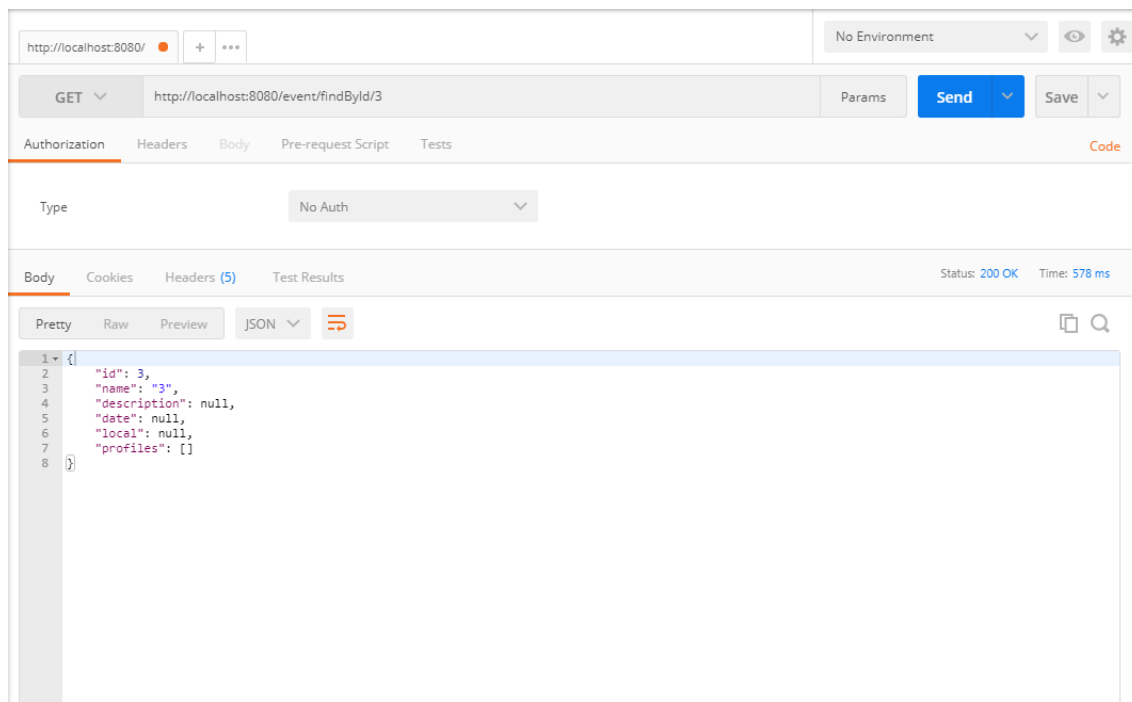 http://localhost:8080/
+
•••
No Environment
GET
http://localhost:8080/event/findById/3
Params
Send
Save
Authorization Headers Body Pre-request Script Tests
Code
Type
No Auth
Body Cookies Headers (5) Test Results
Status: 200 OK Time: 578 ms
Pretty Raw Preview JSON
1 {
2 "id": 3,
3 "name": "3",
4 "description": null,
5 "date": null,
6 "local": null,
7 "profiles": []
8 }